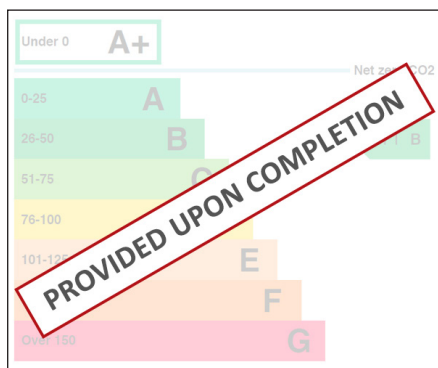 Under 0 A+
Net zero CO2
0-25 A
26-50 B
B
51-75 C
76-100
101-125 E
F
Over 150 G
PROVIDED UPON COMPLETION